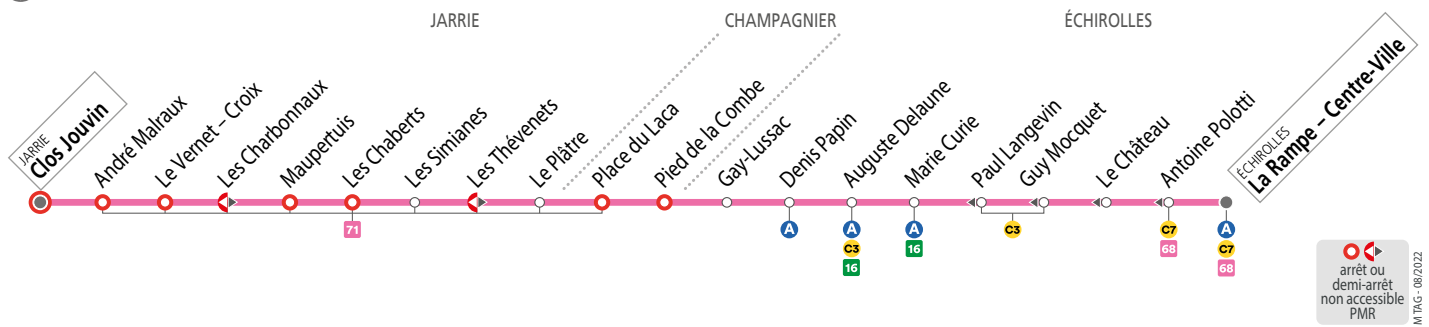 JARRIE
CHAMPAGNIER
ÉCHIROLLES
JARRIE
Clos Jouvin
André Malraux
Le Vernet – Croix
Les Charbonnaux
Maupertuis
Les Chaberts
Les Simianes
Les Thévenets
Le Plâtre
Place du Laca
Pied de la Combe
Gay-Lussac
Denis Papin
Auguste Delaune
Marie Curie
Paul Langevin
Guy Mocquet
Le Château
Antoine Polotti
ÉCHIROLLES
La Rampe – Centre-Ville
71
A
A
C3
16
A
16
C3
C7
68
A
C7
68
arrêt ou
demi-arrêt
non accessible
PMR
M TAG - 08/2022